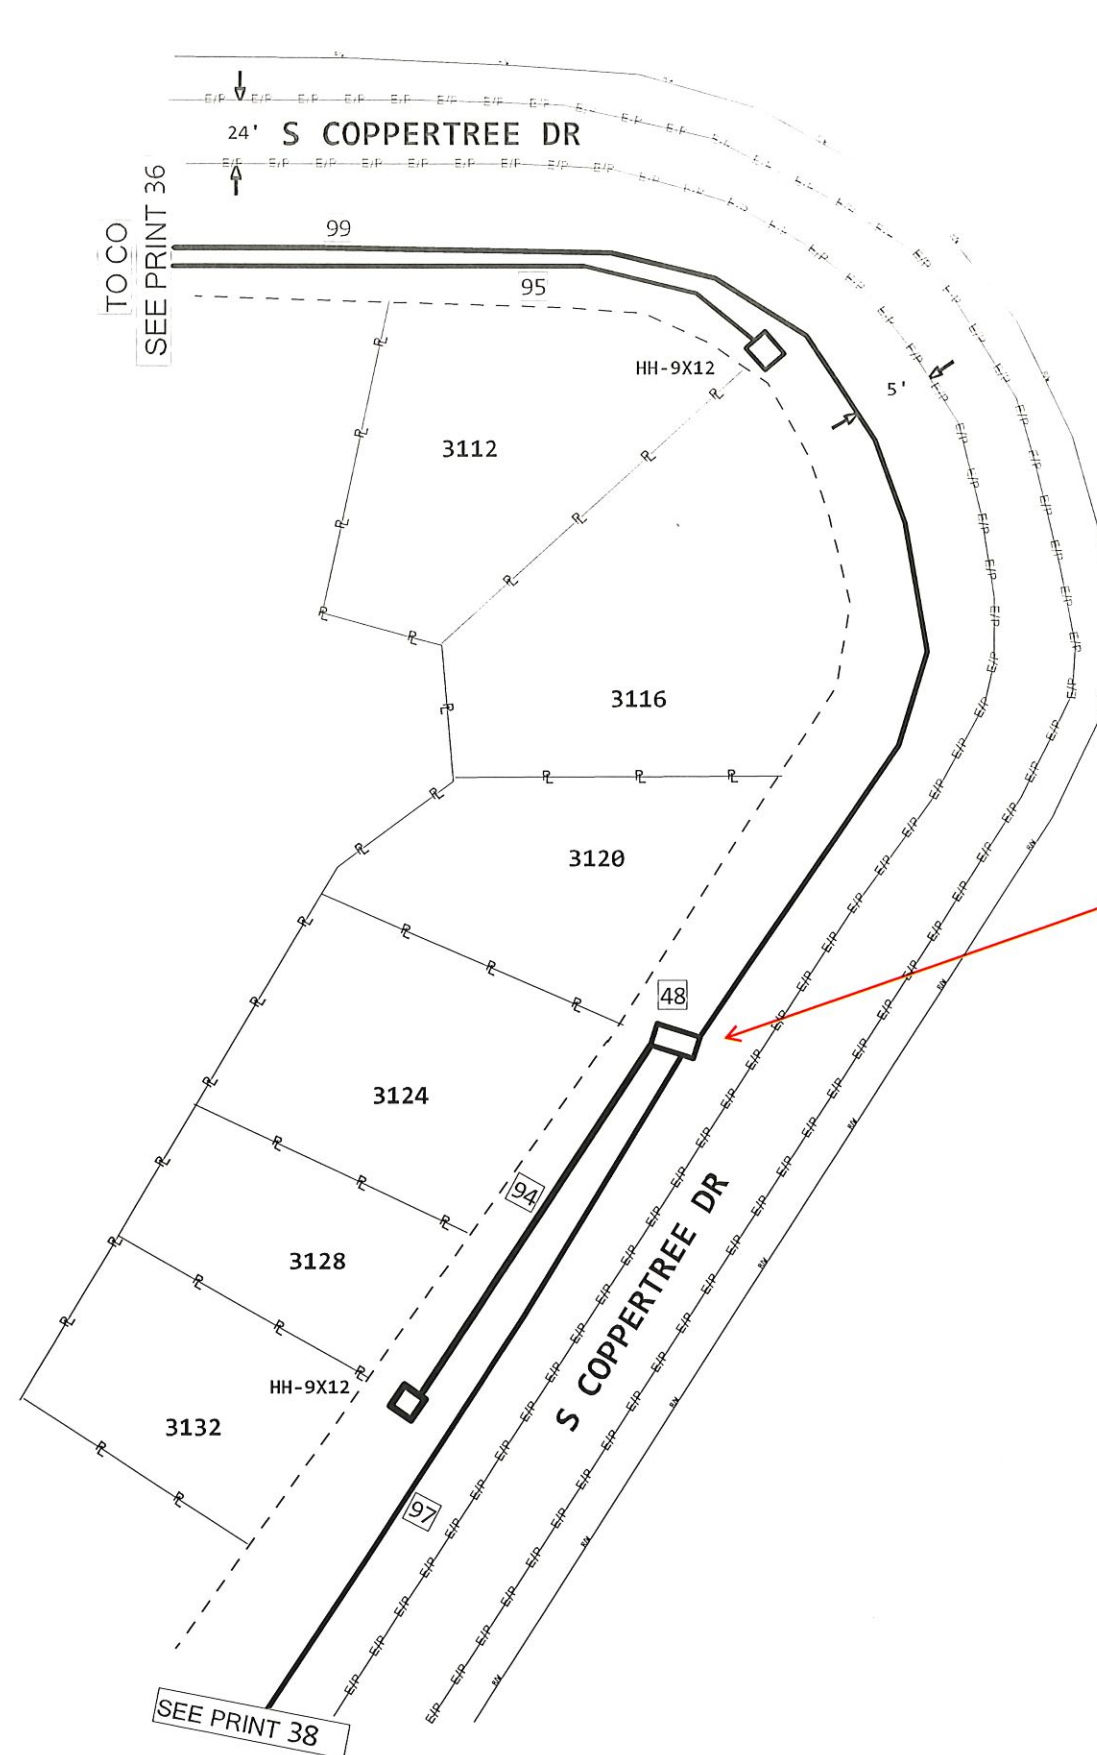 24' S COPPERTREE DR
TO CO
SEE PRINT 36
99
95
HH-9X12
5'
3112
3116
3120
48
3124
94
3128
S COPPERTREE DR
HH-9X12
3132
97
SEE PRINT 38
E/P
PL
R/W